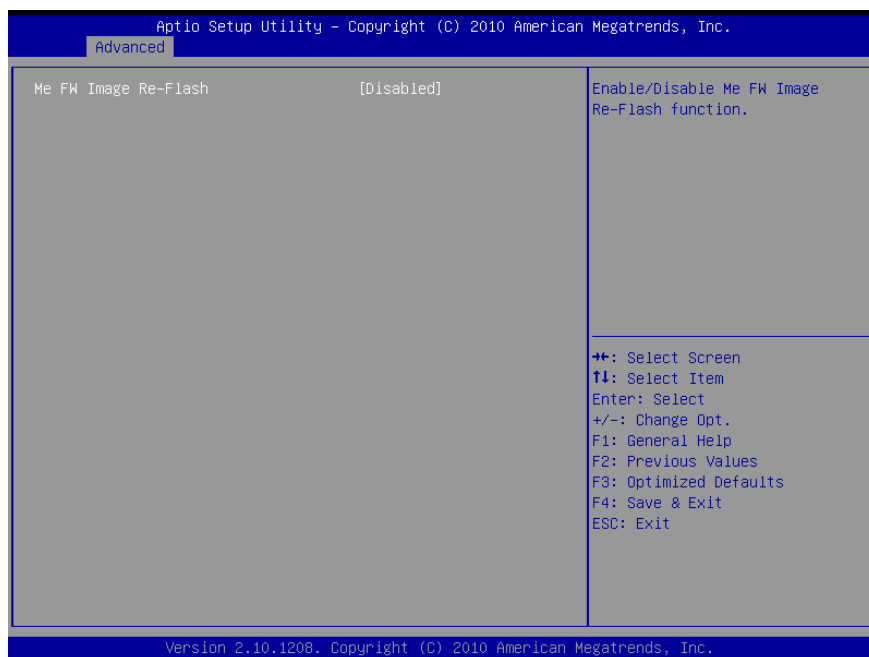 Aptio Setup Utility – Copyright (C) 2010 American Megatrends, Inc.
Advanced
Me FW Image Re-Flash [Disabled]
Enable/Disable Me FW Image
Re-Flash function.
→←: Select Screen
↑↓: Select Item
Enter: Select
+/-: Change Opt.
F1: General Help
F2: Previous Values
F3: Optimized Defaults
F4: Save & Exit
ESC: Exit
Version 2.10.1208. Copyright (C) 2010 American Megatrends, Inc.